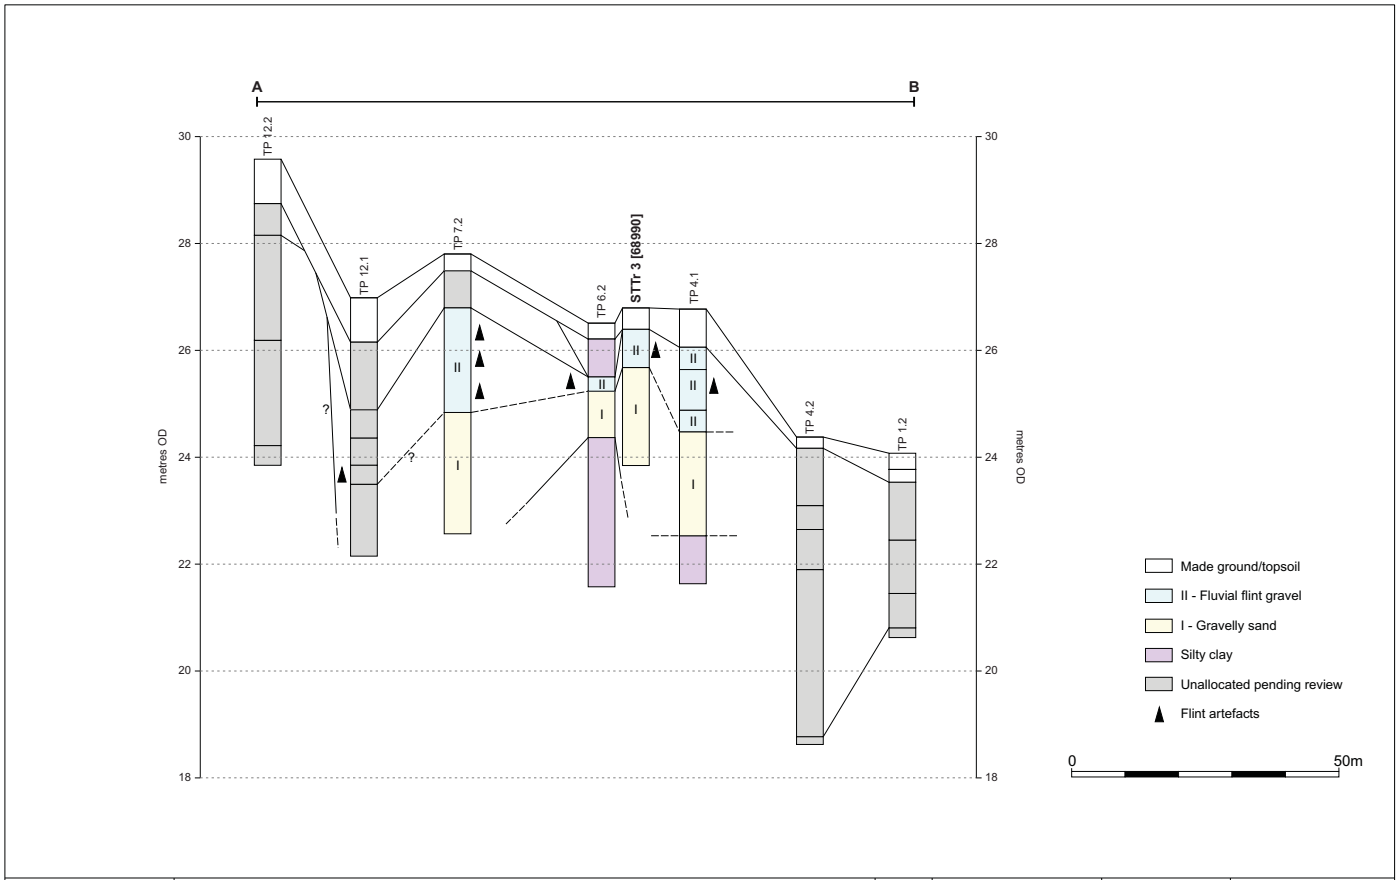 A
B
30
30
28
28
26
26
24
24
22
22
20
20
18
18
metres OD
metres OD
TP 12.2
TP 12.1
TP 7.2
TP 6.2
STTr 3 [68990]
TP 4.1
TP 4.2
TP 1.2
?
?
II
I
II
I
II
I
II
II
II
I
Made ground/topsoil
II - Fluvial flint gravel
I - Gravelly sand
Silty clay
Unallocated pending review
Flint artefacts
0
50m